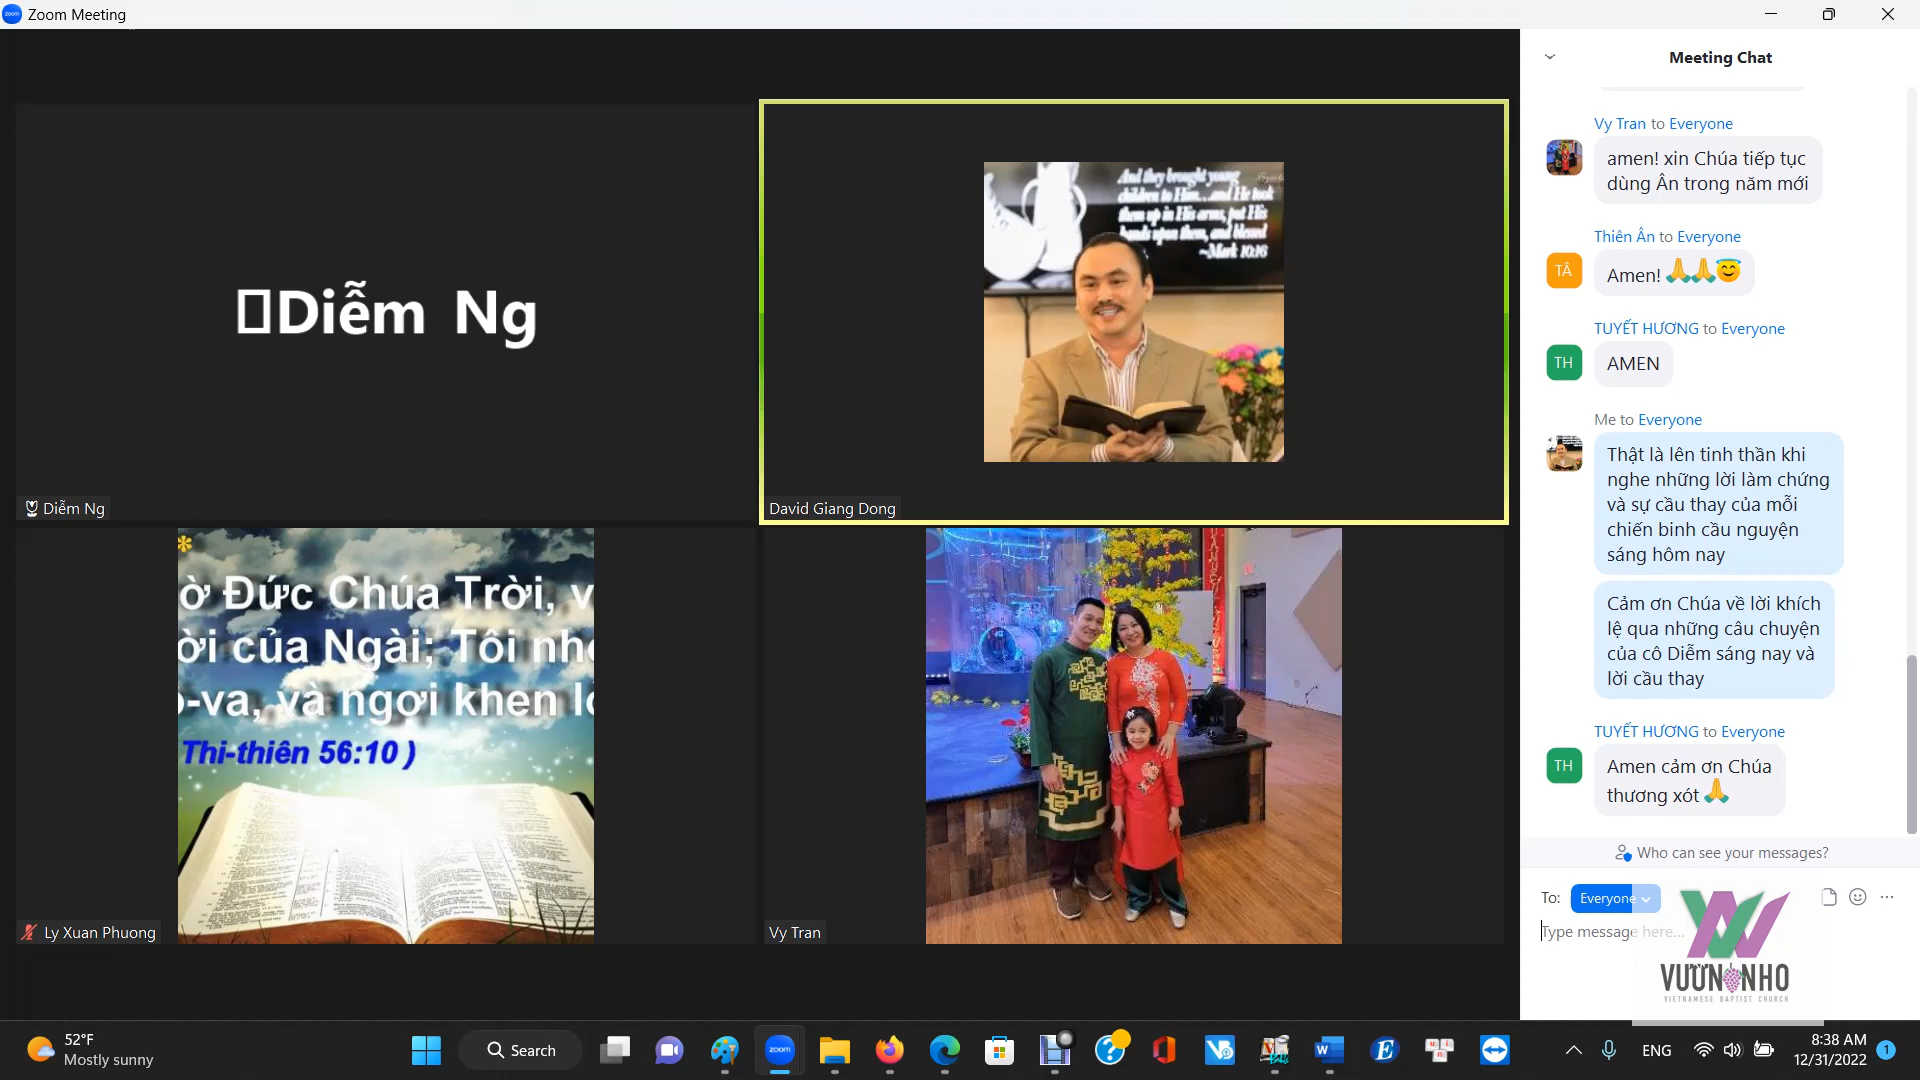 Zoom Meeting
Diễm Ng
Diễm Ng
And they brought young
children to Him...and He took
them up in His arms, put His
hands upon them, and blessed
~Mark 10:16
David Giang Dong
ờ Đức Chúa Trời, v
ời của Ngài; Tôi nh
-va, và ngợi khen l
Thi-thiên 56:10 )
Ly Xuan Phuong
Vy Tran
Meeting Chat
Vy Tran to Everyone
amen! xin Chúa tiếp tục
dùng Ân trong năm mới
Thiên Ân to Everyone
TÂ
Amen! 🙏🙏😇
TUYẾT HƯƠNG to Everyone
TH
AMEN
Me to Everyone
Thật là lên tinh thần khi
nghe những lời làm chứng
và sự cầu thay của mỗi
chiến binh cầu nguyện
sáng hôm nay
Cảm ơn Chúa về lời khích
lệ qua những câu chuyện
của cô Diễm sáng nay và
lời cầu thay
TUYẾT HƯƠNG to Everyone
TH
Amen cảm ơn Chúa
thương xót 🙏
Who can see your messages?
To: Everyone
Type message here...
VƯỜN NHO
VIETNAMESE BAPTIST CHURCH
52°F
Mostly sunny
Search
zoom
ENG
8:38 AM
12/31/2022
1